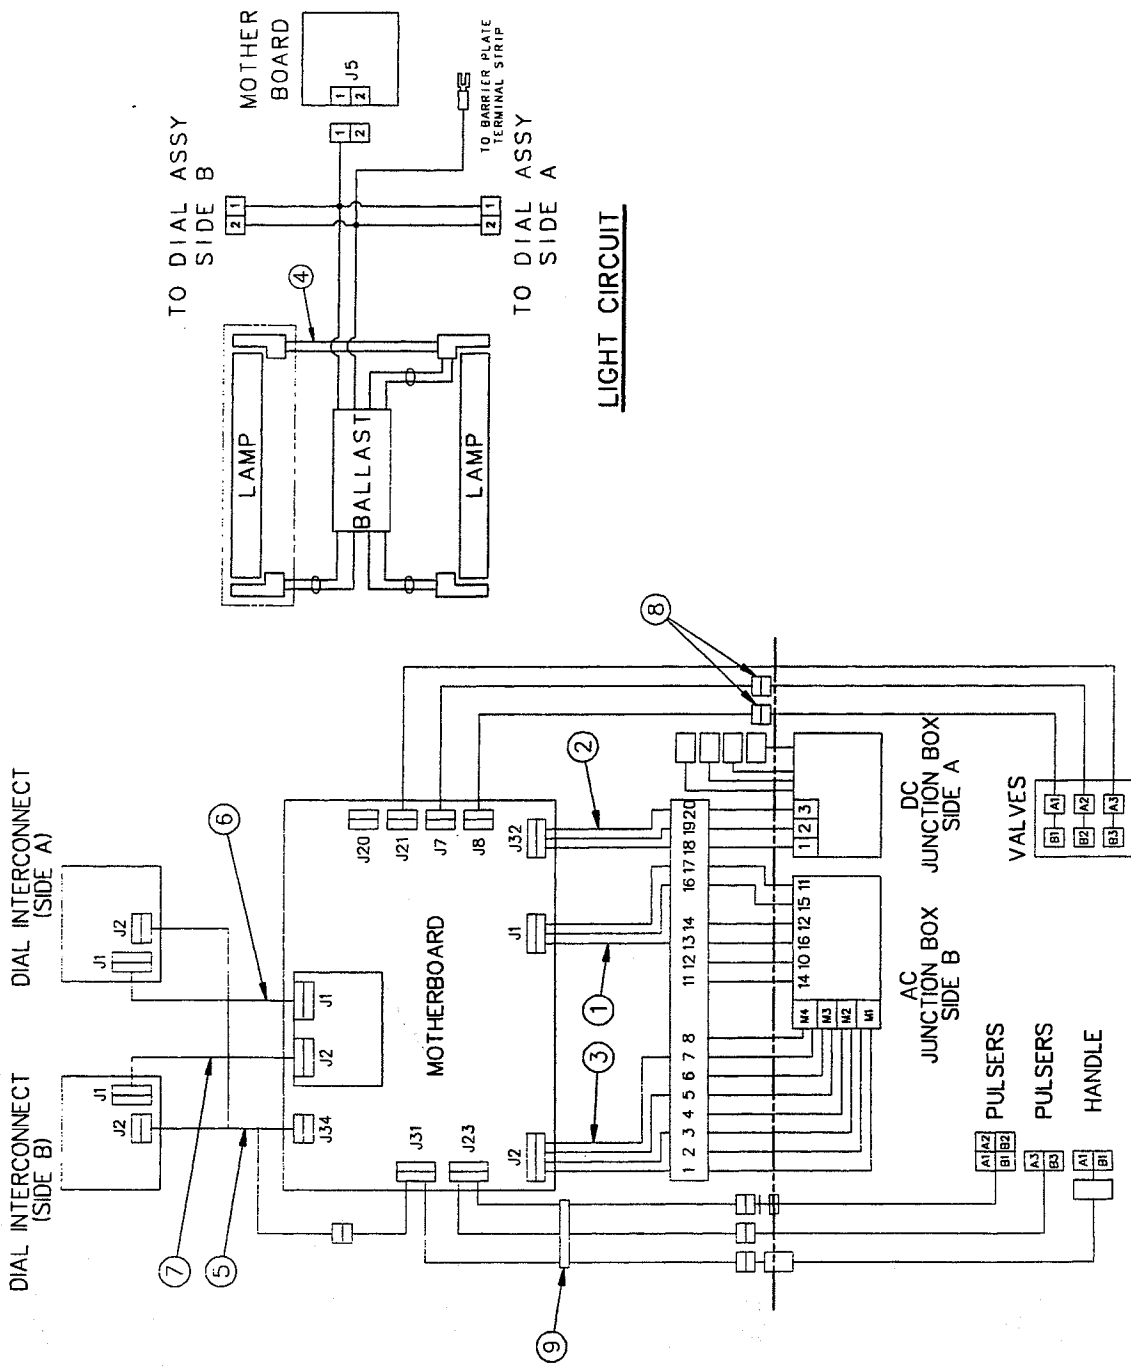 MOTHER
BOARD
J5
1
2
1
2
TO BARRIER PLATE
TERMINAL STRIP
TO DIAL ASSY
SIDE B
2 1
TO DIAL ASSY
SIDE A
2 1
4
LAMP
BALLAST
LAMP
LIGHT CIRCUIT
DIAL INTERCONNECT
(SIDE A)
J1
J2
DIAL INTERCONNECT
(SIDE B)
J2
J1
7
5
6
J34
J2
J1
MOTHERBOARD
J20
J21
J7
J8
J31
J23
J2
J1
J32
3
1
2
8
9
1 2 3 4 5 6 7 8 11 12 13 14 16 17 18 19 20
M4
M3
M2
M1
14 10 16 12 15 11
1 2 3
AC
JUNCTION BOX
SIDE B
DC
JUNCTION BOX
SIDE A
A1 A2
B1 B2
PULSERS
A3
B3
PULSERS
A1
B1
HANDLE
VALVES
B1 A1
B2 A2
B3 A3